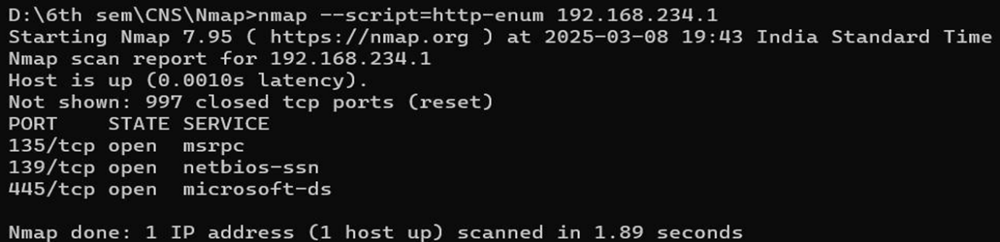 D:\6th sem\CNS\Nmap>nmap --script=http-enum 192.168.234.1
Starting Nmap 7.95 ( https://nmap.org ) at 2025-03-08 19:43 India Standard Time
Nmap scan report for 192.168.234.1
Host is up (0.0010s latency).
Not shown: 997 closed tcp ports (reset)
PORT    STATE SERVICE
135/tcp open  msrpc
139/tcp open  netbios-ssn
445/tcp open  microsoft-ds
Nmap done: 1 IP address (1 host up) scanned in 1.89 seconds